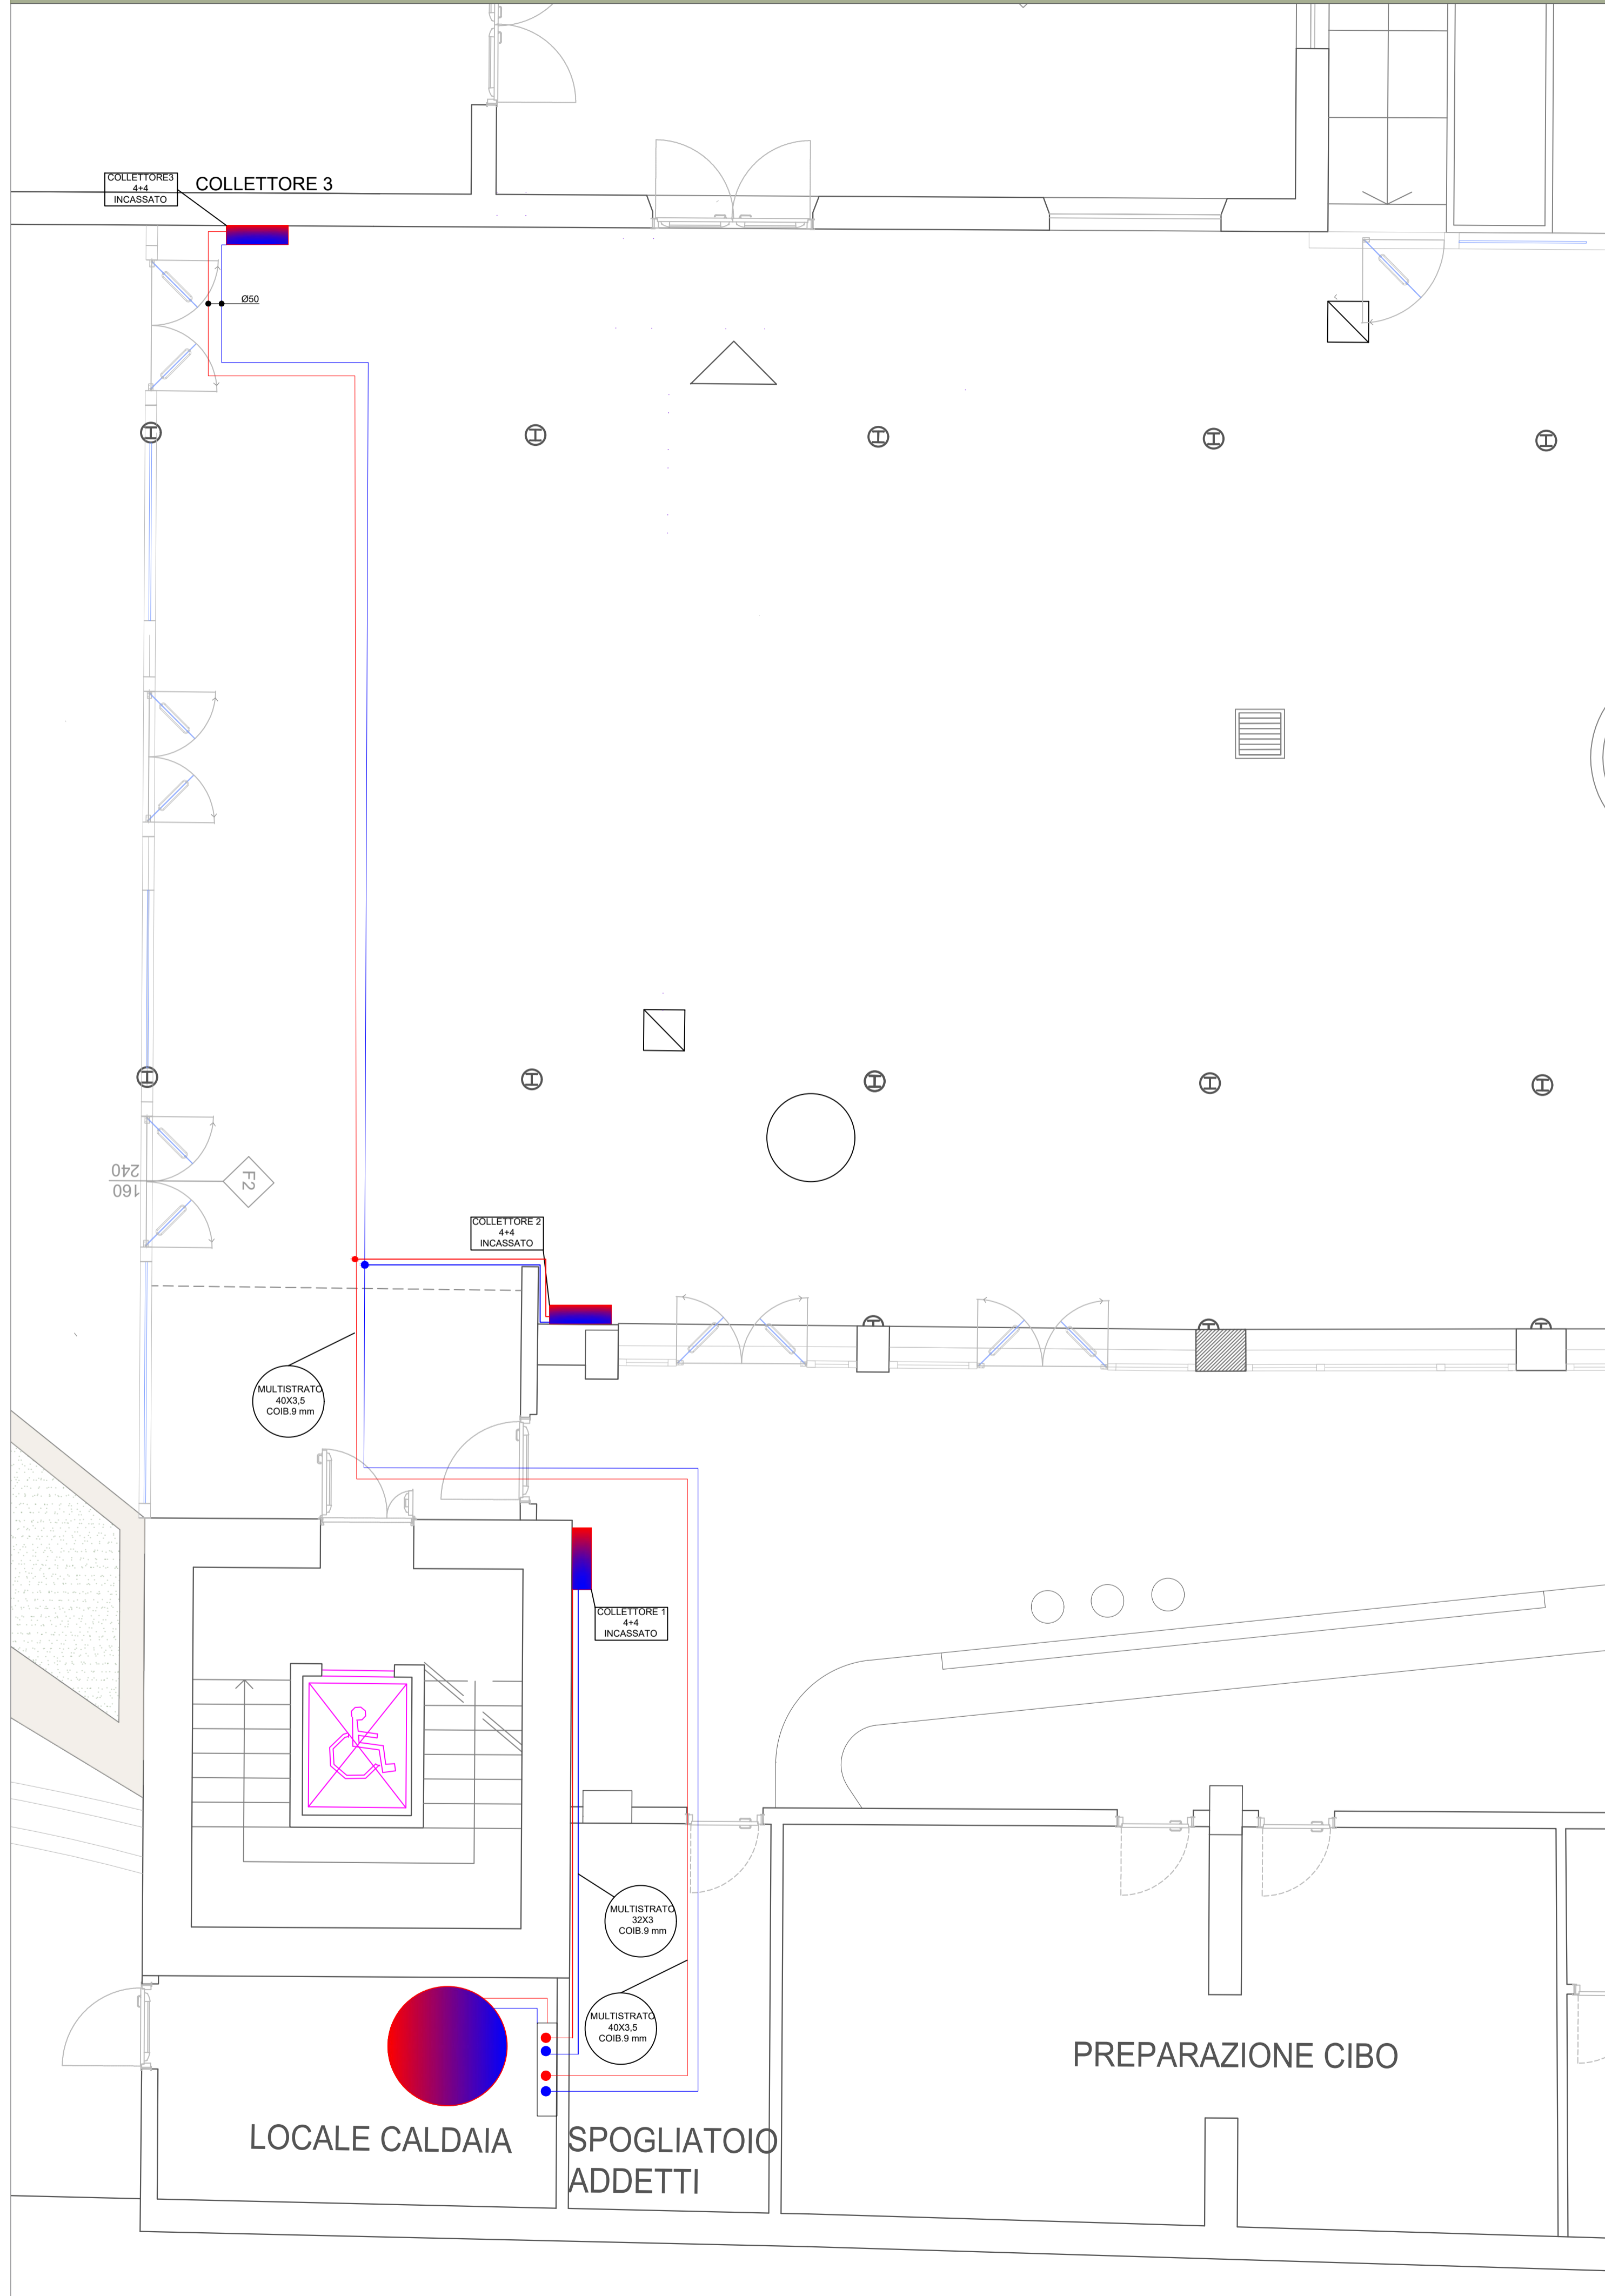 COLLETTORE3
4+4
INCASSATO
COLLETTORE 3
Ø50
240
160
F2
COLLETTORE 2
4+4
INCASSATO
MULTISTRATO
40X3,5
COIB.9 mm
COLLETTORE 1
4+4
INCASSATO
MULTISTRATO
32X3
COIB.9 mm
MULTISTRATO
40X3,5
COIB.9 mm
PREPARAZIONE CIBO
LOCALE CALDAIA
SPOGLIATOIO
ADDETTI